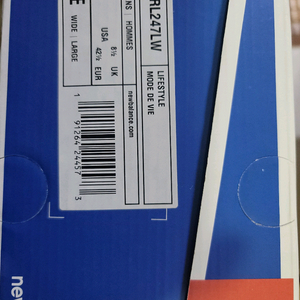 RL247LW
LIFESTYLE
MODE DE VIE
NS | HOMMES
8½ UK
USA
42½ EUR
E
WIDE | LARGE
newbalance.com
1 91264 24457 3
new